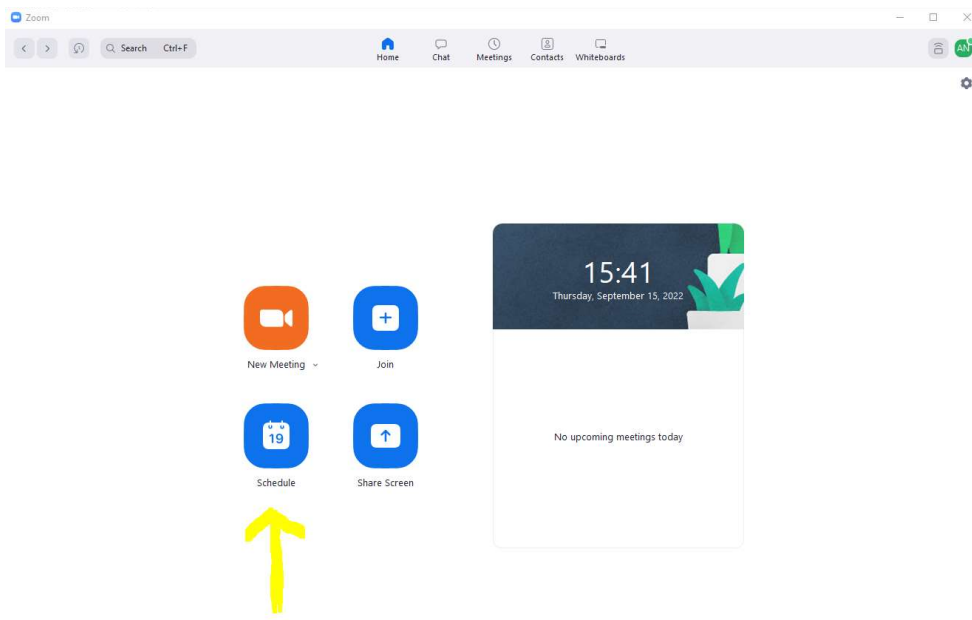 Zoom
Search Ctrl+F
Home Chat Meetings Contacts Whiteboards
AN
15:41
Thursday, September 15, 2022
New Meeting
Join
19
No upcoming meetings today
Schedule
Share Screen